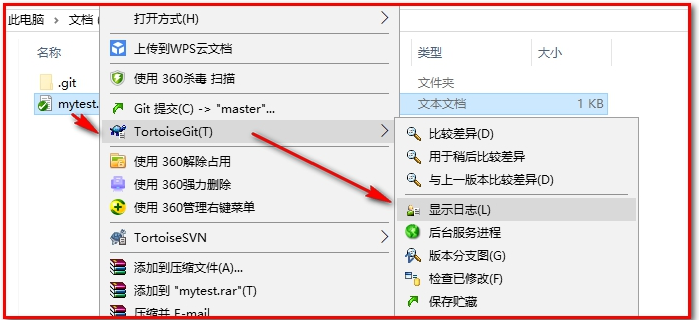 此电脑 › 文档 (
名称
类型
大小
.git
文件夹
mytest.
文本文档
1 KB
打开方式(H)
上传到WPS云文档
使用 360杀毒 扫描
Git 提交(C) -> "master"...
TortoiseGit(T)
使用 360解除占用
使用 360强力删除
使用 360管理右键菜单
TortoiseSVN
添加到压缩文件(A)...
添加到 "mytest.rar"(T)
压缩并 E-mail
比较差异(D)
用于稍后比较差异
与上一版本比较差异(D)
显示日志(L)
后台服务进程
版本分支图(G)
检查已修改(F)
保存贮藏